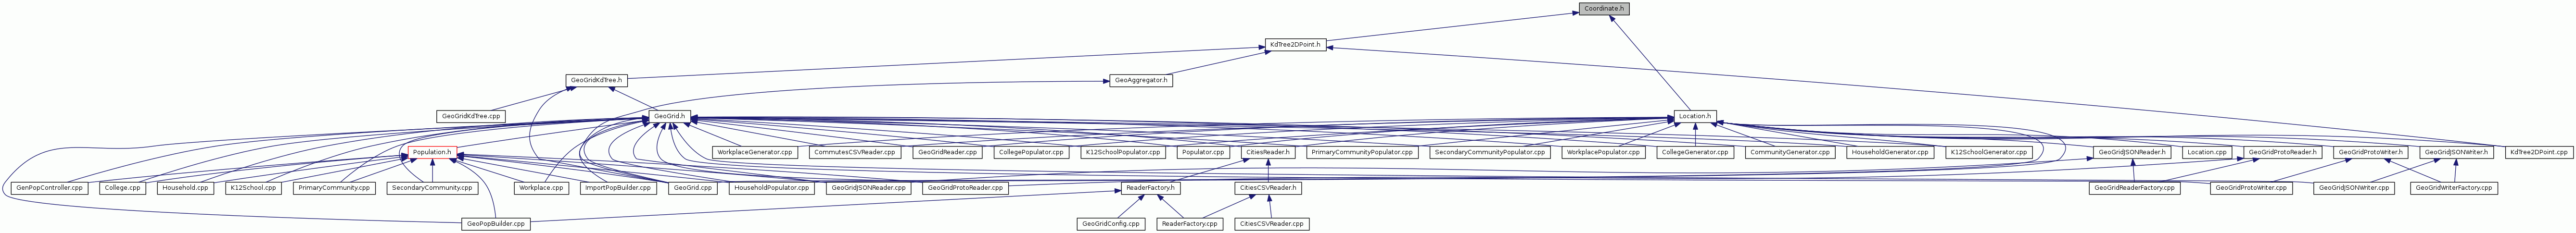 Coordinate.h
KdTree2DPoint.h
GeoGridKdTree.h
GeoAggregator.h
GeoGridKdTree.cpp
GeoGrid.h
Location.h
Population.h
WorkplaceGenerator.cpp
CommutesCSVReader.cpp
GeoGridReader.cpp
CollegePopulator.cpp
K12SchoolPopulator.cpp
Populator.cpp
CitiesReader.h
PrimaryCommunityPopulator.cpp
SecondaryCommunityPopulator.cpp
WorkplacePopulator.cpp
CollegeGenerator.cpp
CommunityGenerator.cpp
HouseholdGenerator.cpp
K12SchoolGenerator.cpp
GeoGridJSONReader.h
Location.cpp
GeoGridProtoReader.h
GeoGridProtoWriter.h
GeoGridJSONWriter.h
KdTree2DPoint.cpp
GenPopController.cpp
College.cpp
Household.cpp
K12School.cpp
PrimaryCommunity.cpp
SecondaryCommunity.cpp
Workplace.cpp
ImportPopBuilder.cpp
GeoGrid.cpp
HouseholdPopulator.cpp
GeoGridJSONReader.cpp
GeoGridProtoReader.cpp
ReaderFactory.h
CitiesCSVReader.h
GeoGridReaderFactory.cpp
GeoGridProtoWriter.cpp
GeoGridJSONWriter.cpp
GeoGridWriterFactory.cpp
GeoPopBuilder.cpp
GeoGridConfig.cpp
ReaderFactory.cpp
CitiesCSVReader.cpp